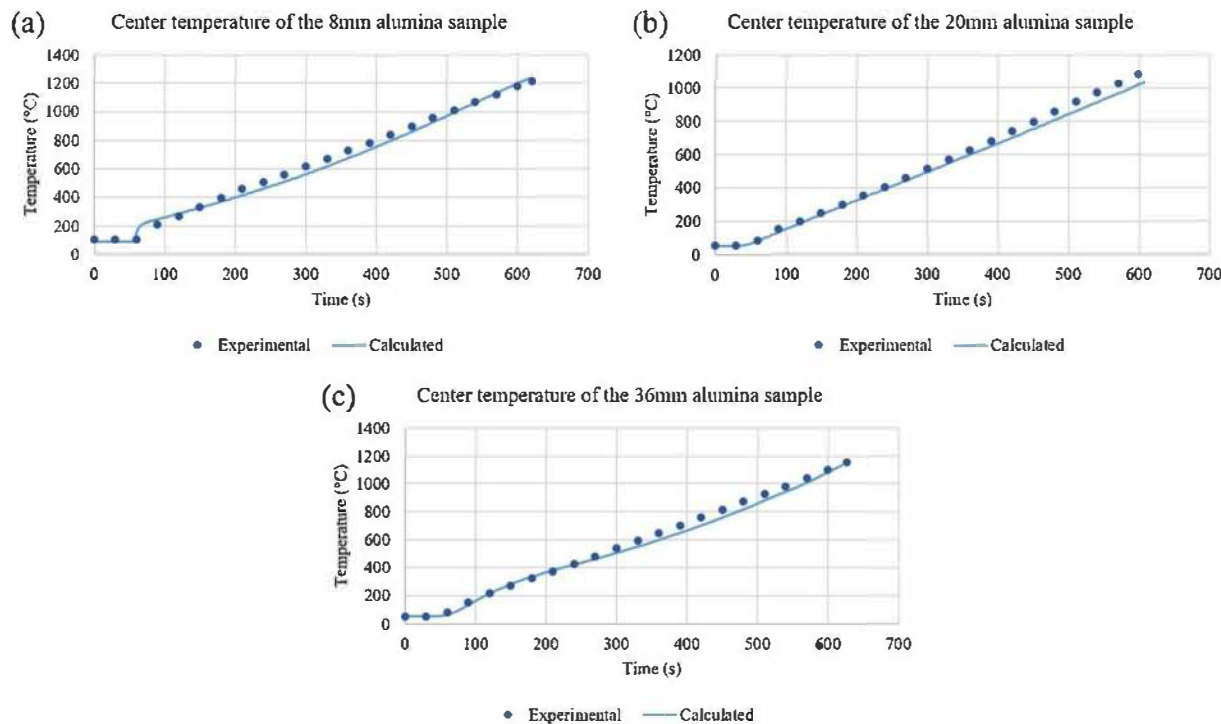 (a) Center temperature of the 8mm alumina sample
1400
1200
1000
800
600
400
200
0
Temperature (°C)
0 100 200 300 400 500 600 700
Time (s)
Experimental Calculated
(b) Center temperature of the 20mm alumina sample
1200
1000
800
600
400
200
0
Temperature (°C)
0 100 200 300 400 500 600 700
Time (s)
Experimental Calculated
(c) Center temperature of the 36mm alumina sample
1400
1200
1000
800
600
400
200
0
Temperature (°C)
0 100 200 300 400 500 600 700
Time (s)
Experimental Calculated